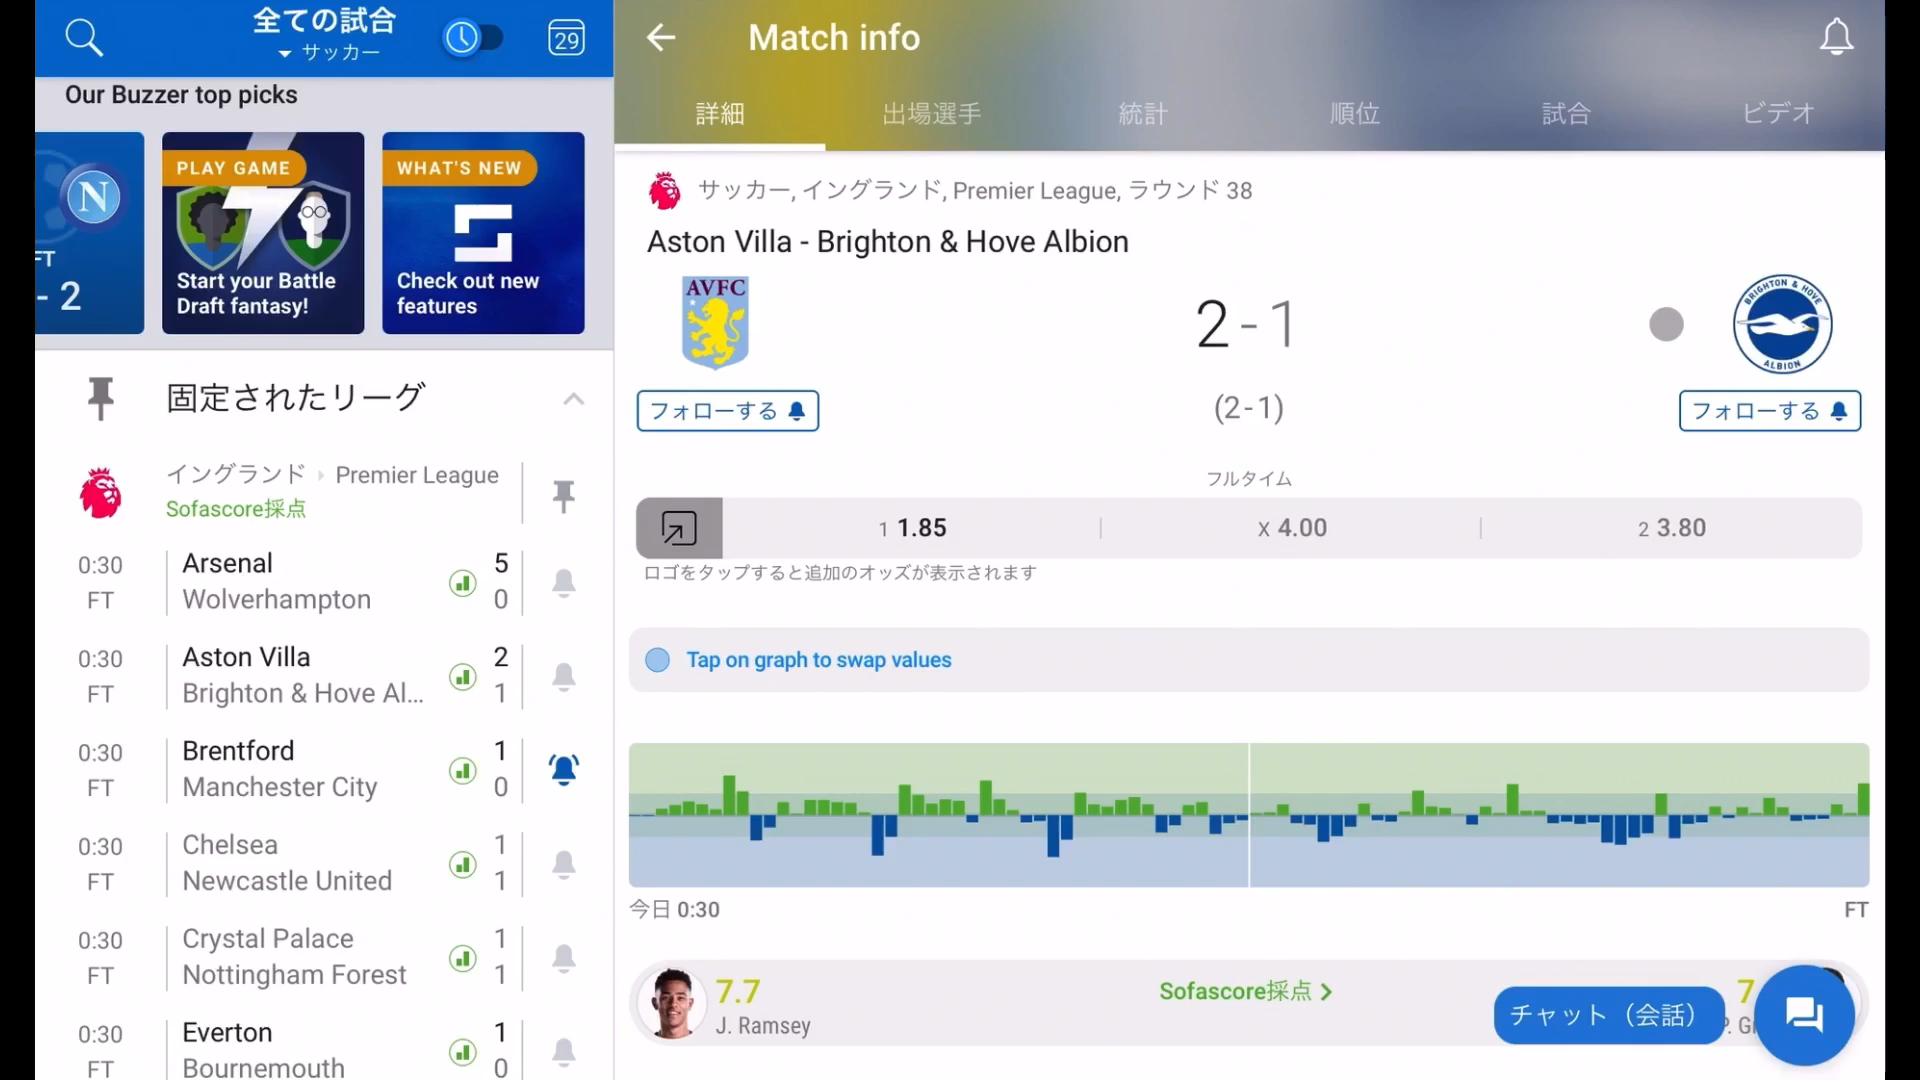 全ての試合
サッカー
29
Our Buzzer top picks
N
FT
- 2
PLAY GAME
Start your Battle
Draft fantasy!
WHAT'S NEW
Check out new
features
固定されたリーグ
イングランド Premier League
Sofascore採点
0:30 Arsenal 5
FT Wolverhampton 0
0:30 Aston Villa 2
FT Brighton & Hove Al... 1
0:30 Brentford 1
FT Manchester City 0
0:30 Chelsea 1
FT Newcastle United 1
0:30 Crystal Palace 1
FT Nottingham Forest 1
0:30 Everton 1
FT Bournemouth 0
Match info
詳細 出場選手 統計 順位 試合 ビデオ
サッカー, イングランド, Premier League, ラウンド 38
Aston Villa - Brighton & Hove Albion
AVFC
2 - 1
BRIGHTON & HOVE
ALBION
フォローする
(2-1)
フォローする
フルタイム
1 1.85 X 4.00 2 3.80
ロゴをタップすると追加のオッズが表示されます
Tap on graph to swap values
今日 0:30 FT
7.7
J. Ramsey
Sofascore採点
チャット（会話）
7